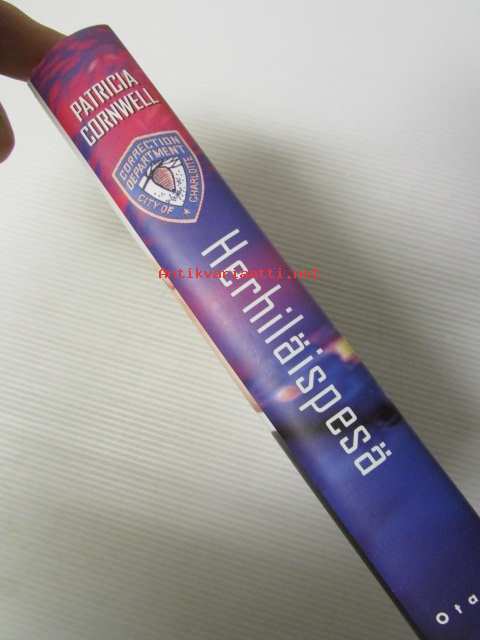 PATRICIA
CORNWELL
CORRECTION
DEPARTMENT
CITY OF ★ CHARLOTTE
Herhiläispesä
Antikvariaatti.net
Ota